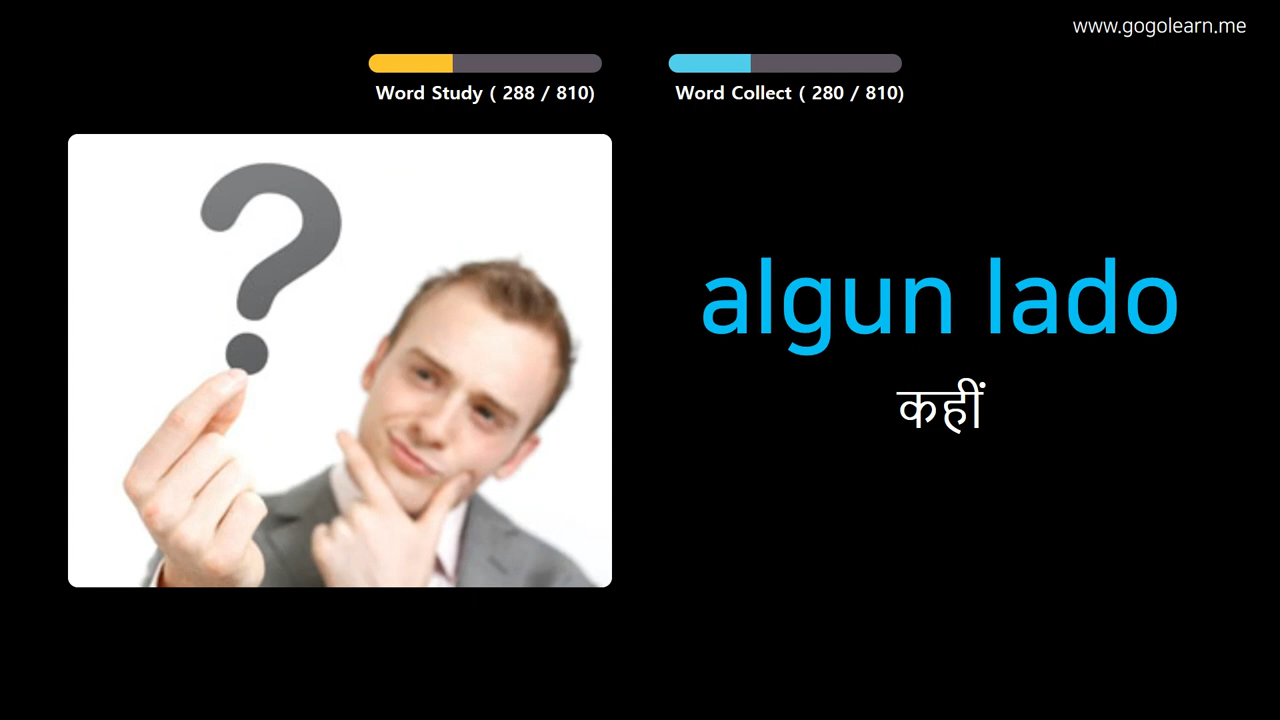 www.gogolearn.me
Word Study ( 288 / 810)
Word Collect ( 280 / 810)
?
algun lado
कहीं